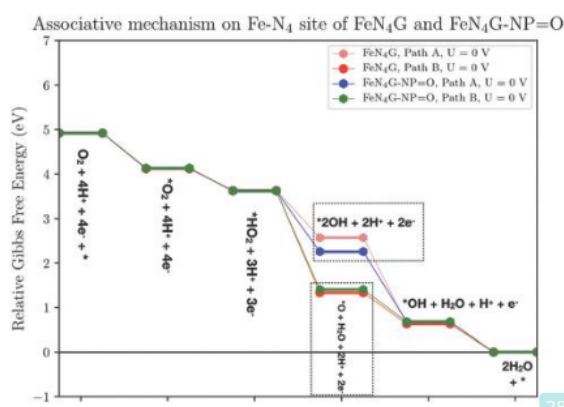 Associative mechanism on Fe-N₄ site of FeN₄G and FeN₄G-NP=O
FeN₄G, Path A, U = 0 V
FeN₄G, Path B, U = 0 V
FeN₄G-NP=O, Path A, U = 0 V
FeN₄G-NP=O, Path B, U = 0 V
Relative Gibbs Free Energy (eV)
7
6
5
4
3
2
1
0
−1
O₂ + 4H⁺ + 4e⁻ + *
*O₂ + 4H⁺ + 4e⁻
*HO₂ + 3H⁺ + 3e⁻
*2OH + 2H⁺ + 2e⁻
*O + H₂O + 2H⁺ + 2e⁻
*OH + H₂O + H⁺ + e⁻
2H₂O
+ *